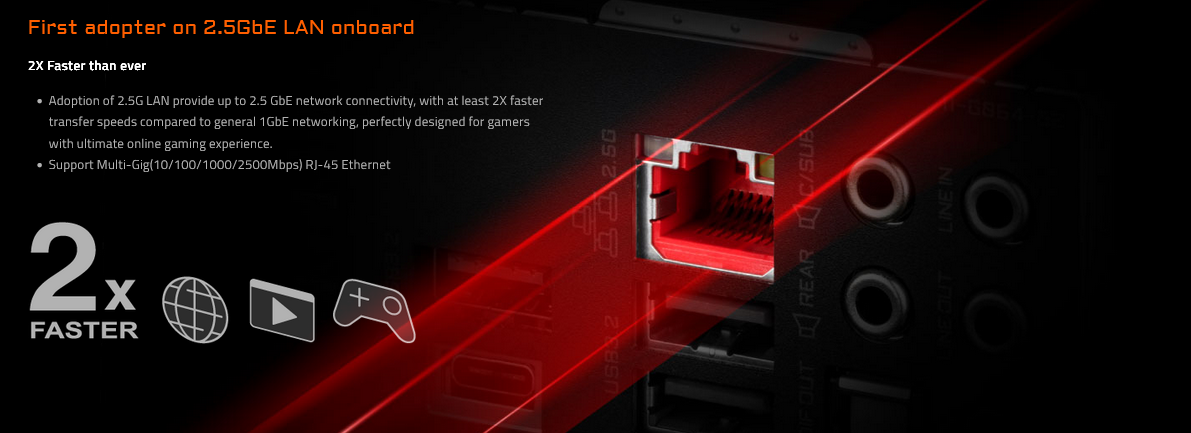 First adopter on 2.5GbE LAN onboard
2X Faster than ever
Adoption of 2.5G LAN provide up to 2.5 GbE network connectivity, with at least 2X faster
transfer speeds compared to general 1GbE networking, perfectly designed for gamers
with ultimate online gaming experience.
Support Multi-Gig(10/100/1000/2500Mbps) RJ-45 Ethernet
2x
FASTER
2.5G
C/SUB
LINE IN
REAR
USB3 2